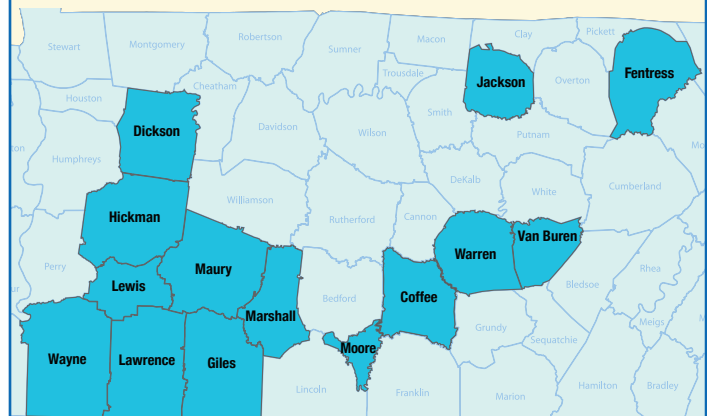 Pickett
Clay
Macon
Robertson
Sumner
Montgomery
Stewart
Trousdale
Fentress
Jackson
Overton
Cheatham
Houston
Smith
Davidson
Dickson
Wilson
Putnam
Humphreys
DeKalb
Cumberland
White
Williamson
Hickman
Cannon
Rutherford
Van Buren
Warren
Perry
Maury
Rhea
Lewis
Bledsoe
Coffee
Bedford
Marshall
Meigs
Grundy
Sequatchie
Moore
Wayne
Lawrence
Giles
Hamilton
Bradley
Lincoln
Franklin
Marion